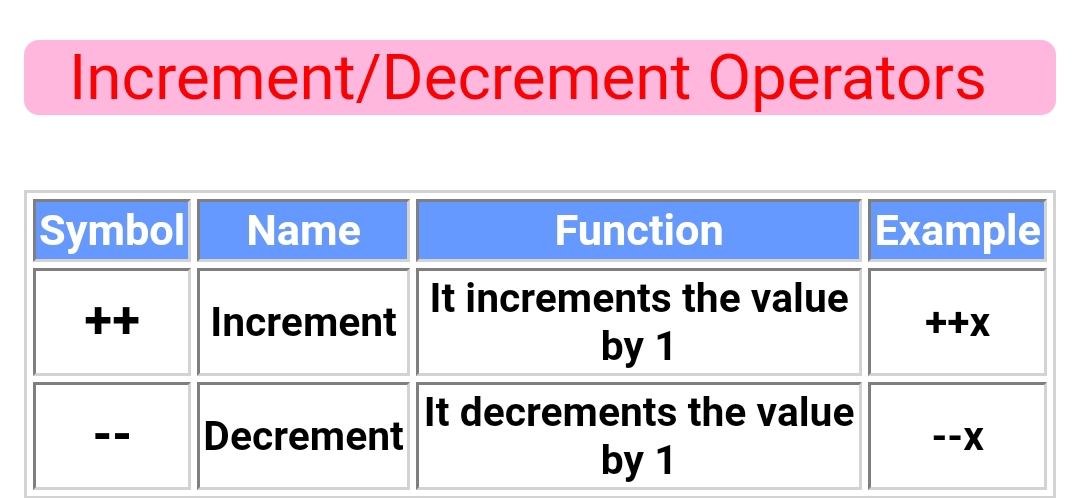 Increment/Decrement Operators
Symbol Name Function Example
++ Increment It increments the value by 1 ++x
-- Decrement It decrements the value by 1 --x